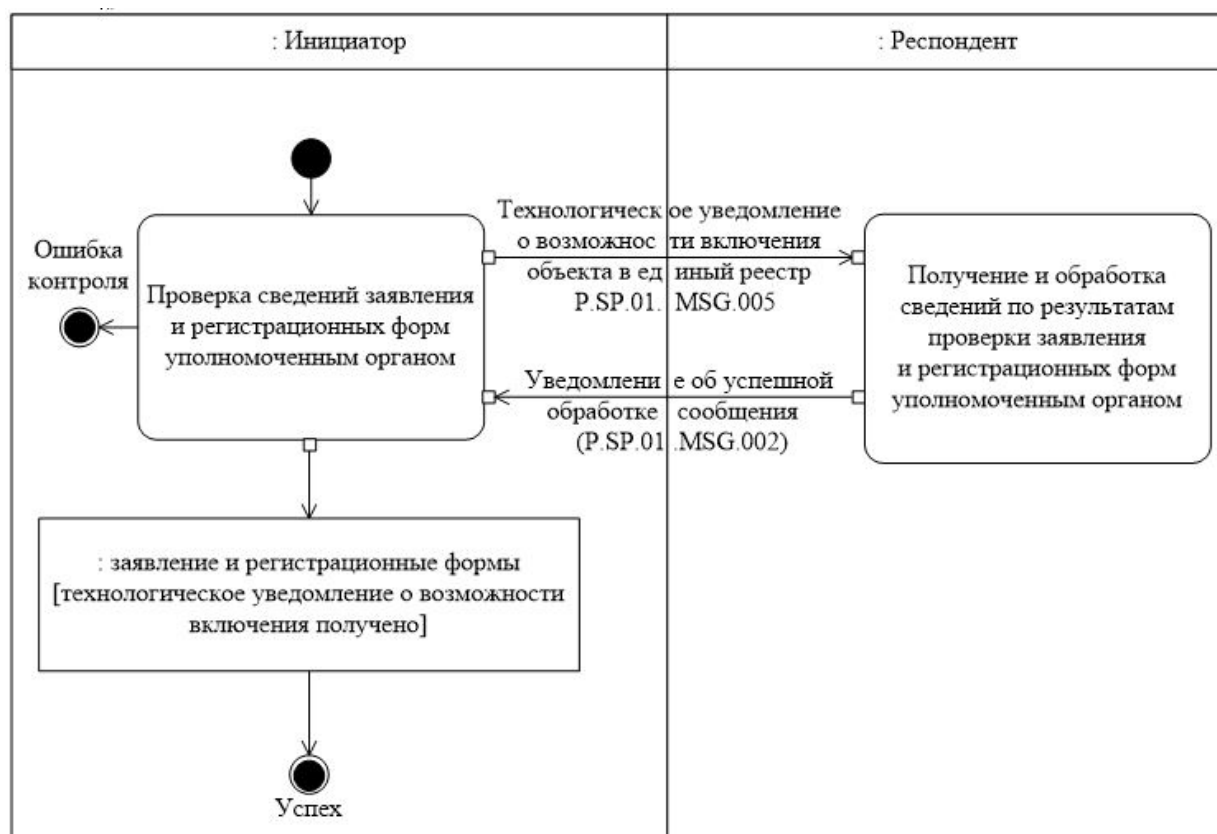 : Инициатор
: Респондент
Технологическое уведомление
о возможности включения
объекта в единый реестр
P.SP.01.MSG.005
Ошибка
контроля
Проверка сведений заявления
и регистрационных форм
уполномоченным органом
Получение и обработка
сведений по результатам
проверки заявления
и регистрационных форм
уполномоченным органом
Уведомление об успешной
обработке сообщения
(P.SP.01.MSG.002)
: заявление и регистрационные формы
[технологическое уведомление о возможности
включения получено]
Успех